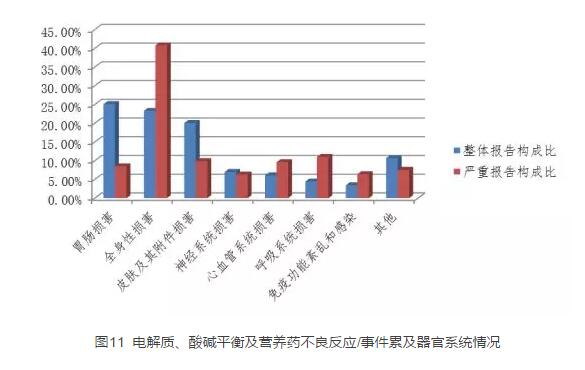 45.00%
40.00%
35.00%
30.00%
25.00%
20.00%
15.00%
10.00%
5.00%
0.00%
胃肠损害
全身性损害
皮肤及其附件损害
神经系统损害
心血管系统损害
呼吸系统损害
免疫功能紊乱和感染
其他
整体报告构成比
严重报告构成比
图11 电解质、酸碱平衡及营养药不良反应/事件累及器官系统情况